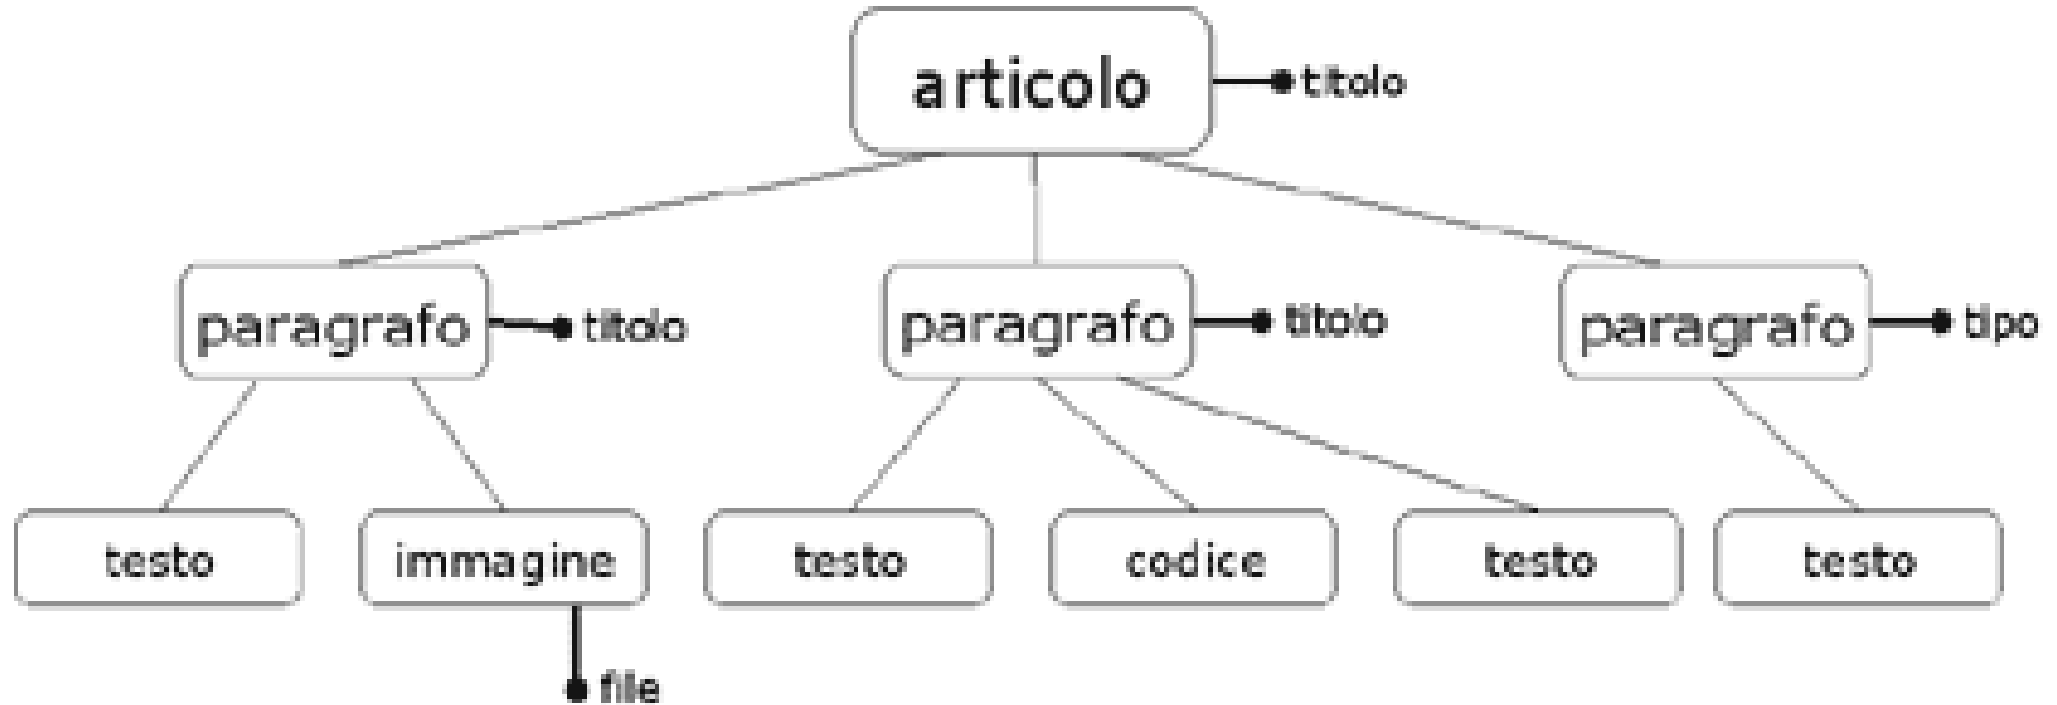 articolo titolo
paragrafo titolo paragrafo titolo paragrafo tipo
testo immagine testo codice testo testo
file